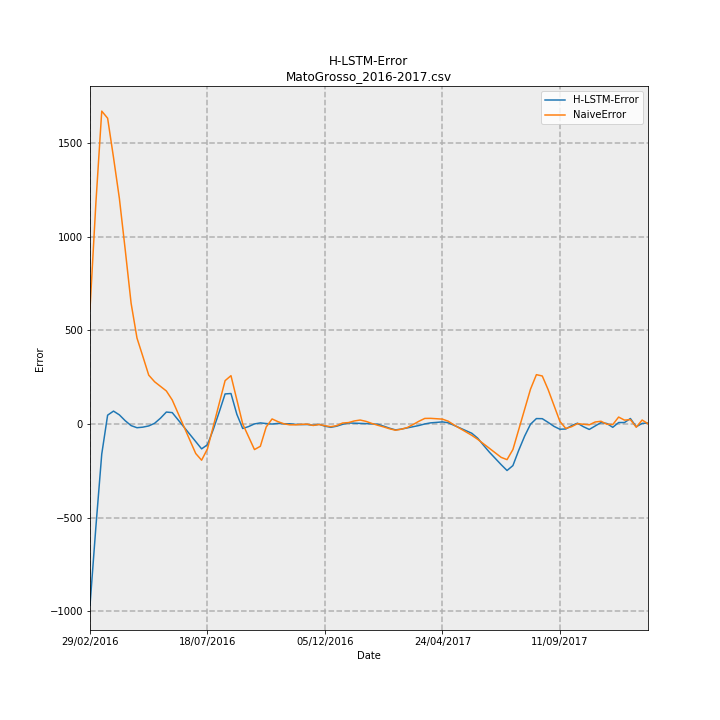 H-LSTM-Error
MatoGrosso_2016-2017.csv
H-LSTM-Error
NaiveError
1500
1000
500
0
−500
−1000
Error
29/02/2016
18/07/2016
05/12/2016
24/04/2017
11/09/2017
Date